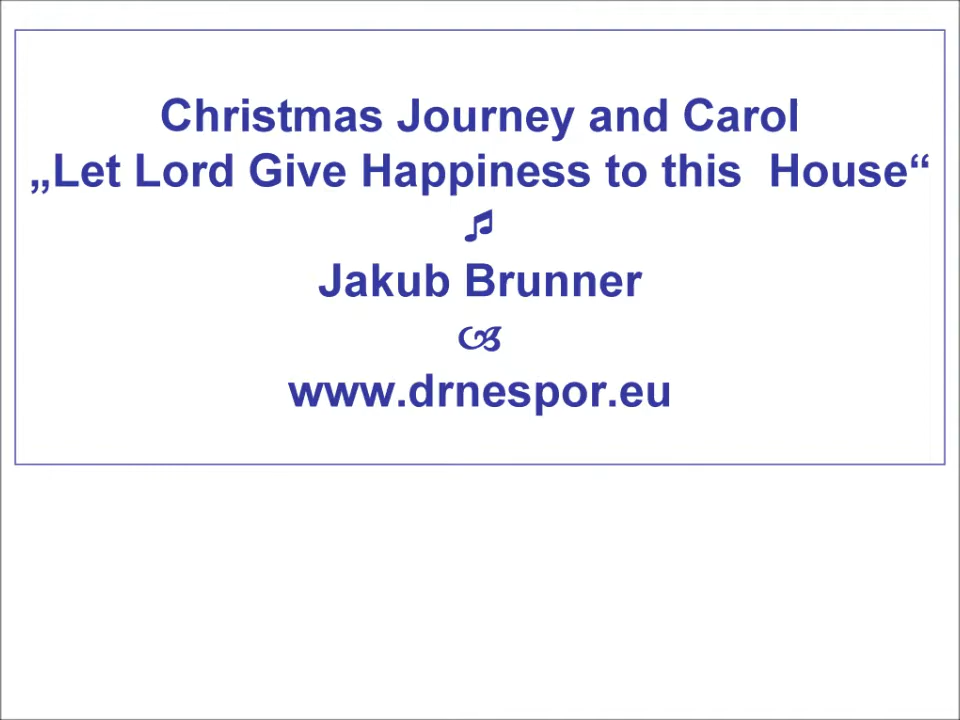 Christmas Journey and Carol
„Let Lord Give Happiness to this  House“
♬
Jakub Brunner
🙙
www.drnespor.eu